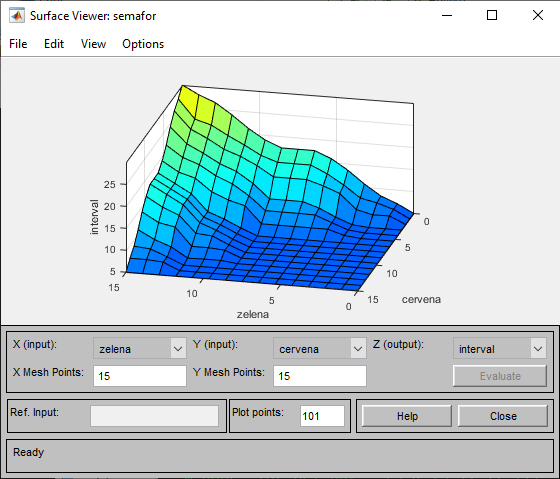 Surface Viewer: semafor
File Edit View Options
25
20
15
10
5
interval
15
10
5
0
zelena
0
5
10
15
cervena
X (input): zelena Y (input): cervena Z (output): interval
X Mesh Points: 15 Y Mesh Points: 15 Evaluate
Ref. Input: Plot points: 101 Help Close
Ready